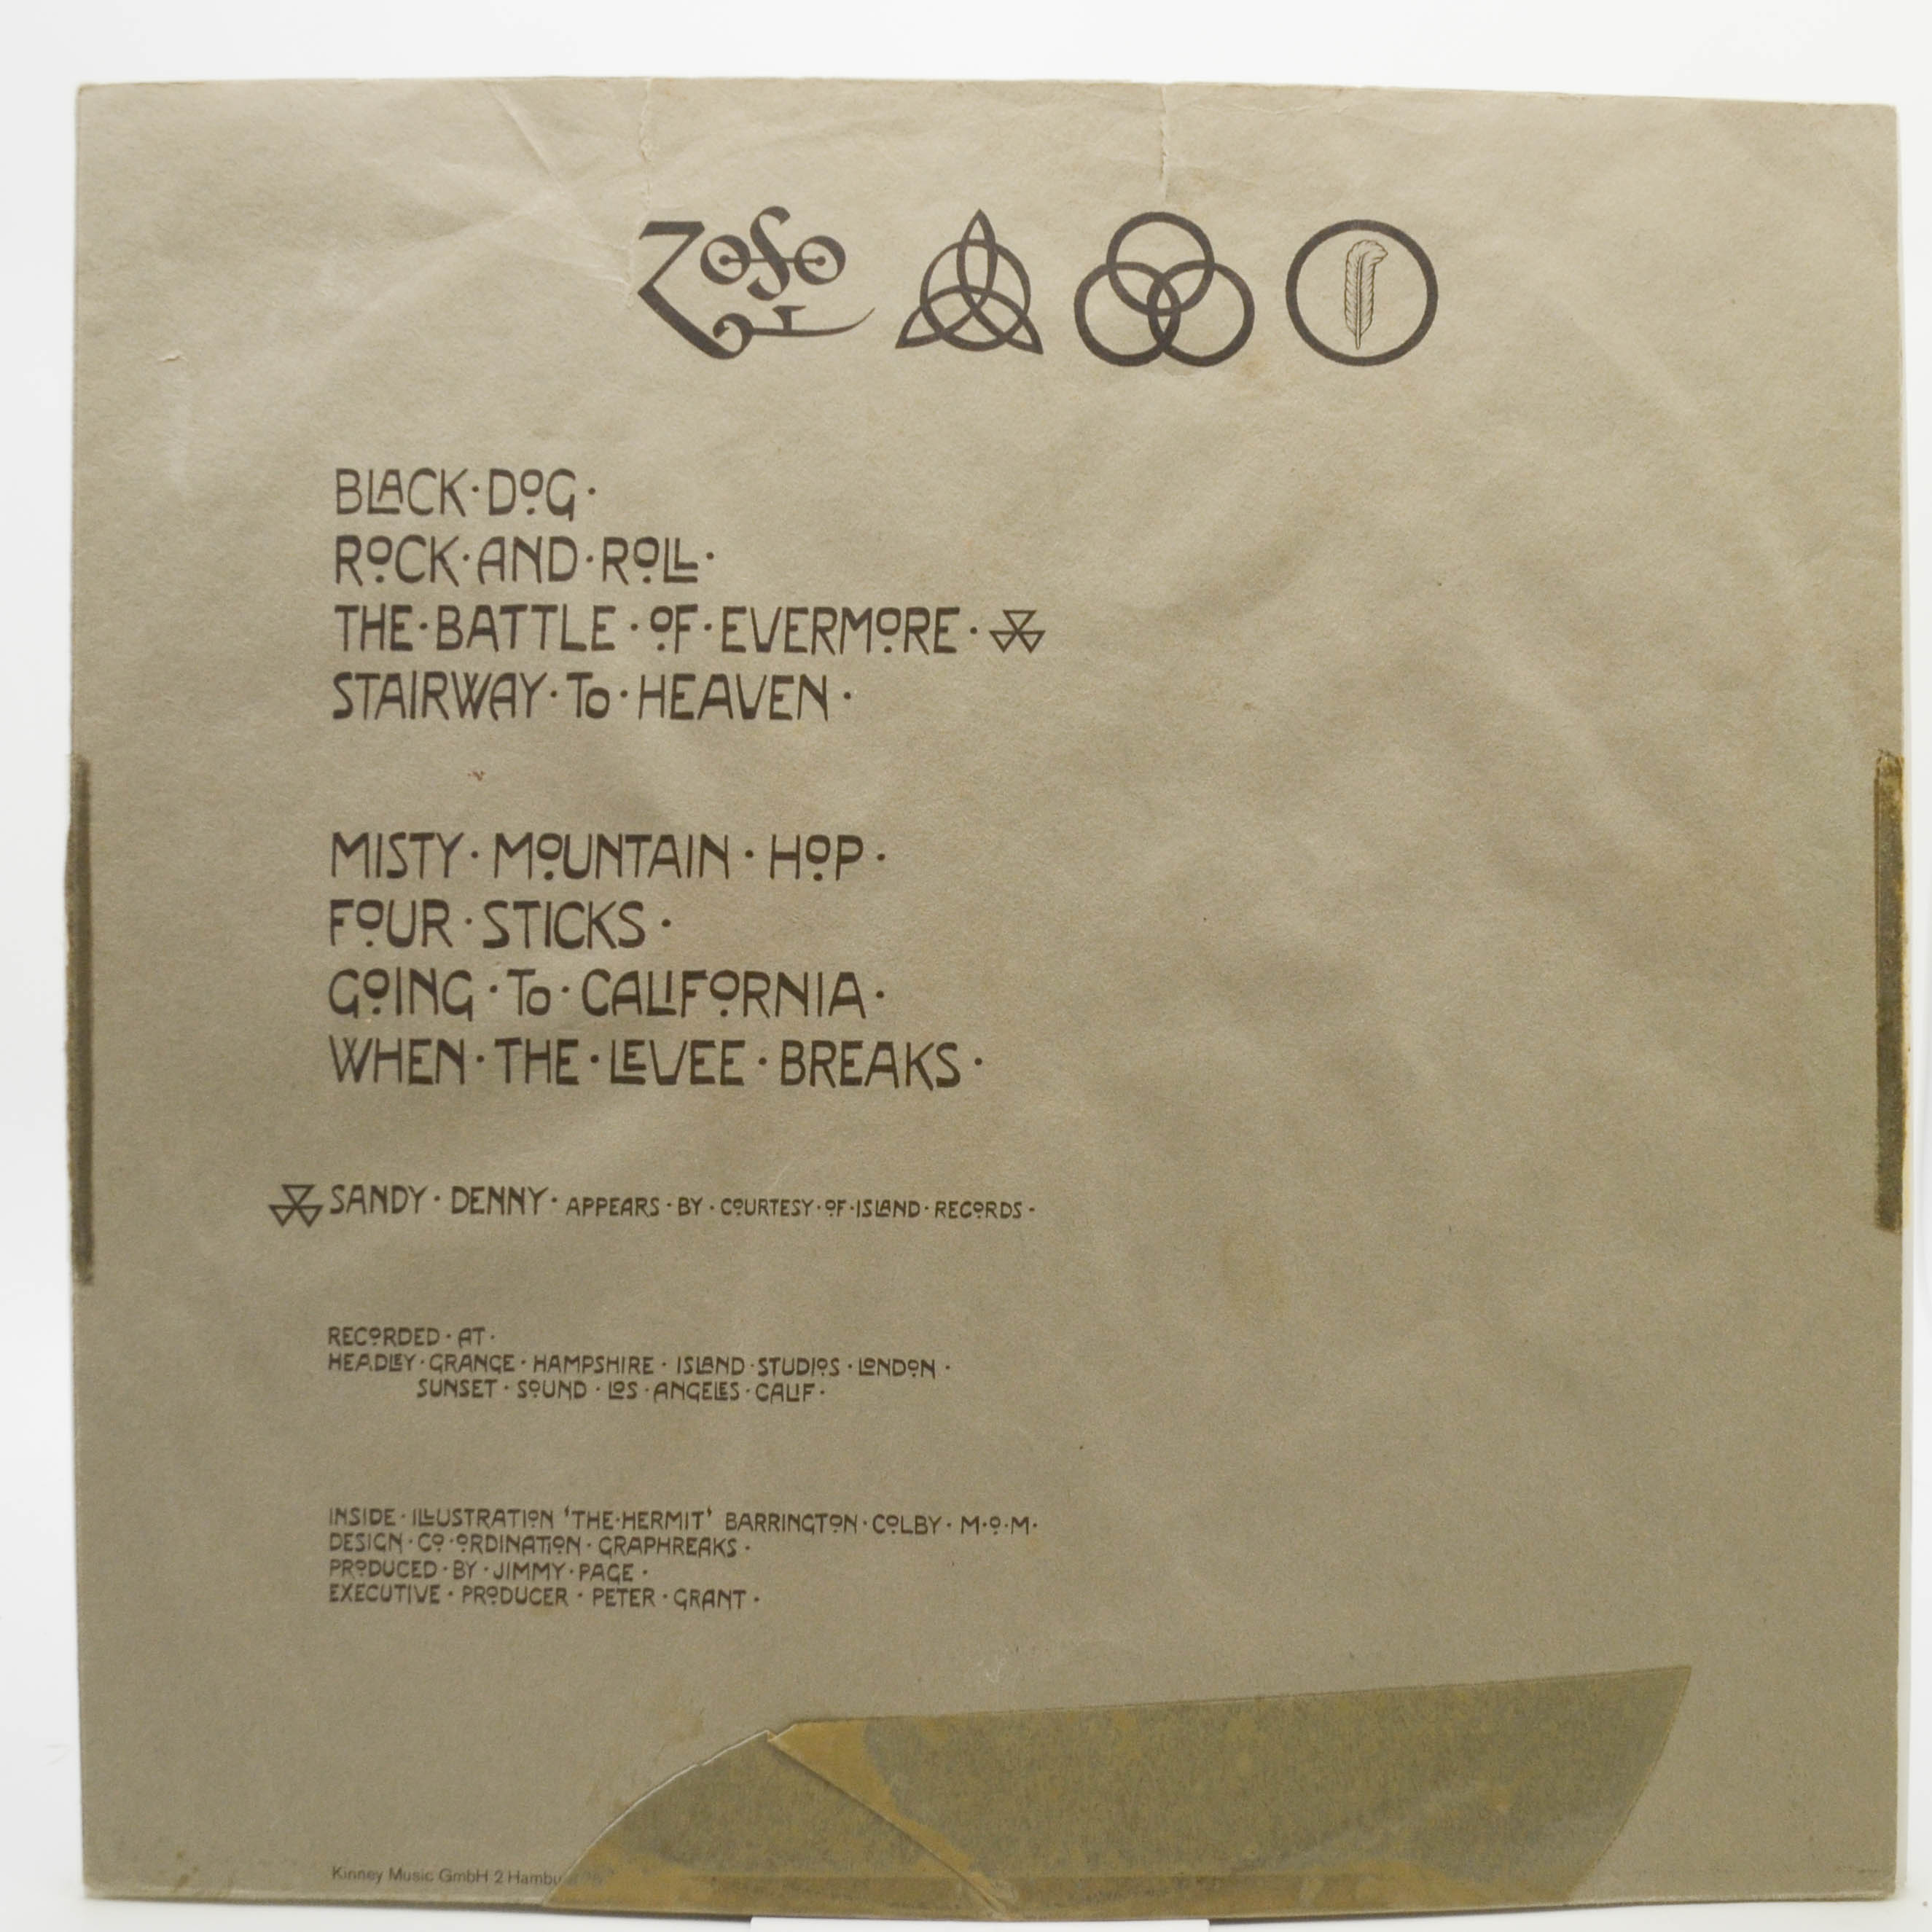 ZOSO
BLACK·DOG·
ROCK·AND·ROLL·
THE·BATTLE·OF·EVERMORE·
STAIRWAY·TO·HEAVEN·
MISTY·MOUNTAIN·HOP·
FOUR·STICKS·
GOING·TO·CALIFORNIA·
WHEN·THE·LEVEE·BREAKS·
SANDY·DENNY·APPEARS·BY·COURTESY·OF·ISLAND·RECORDS·
RECORDED·AT·
HEADLEY·GRANGE·HAMPSHIRE·ISLAND·STUDIOS·LONDON·
SUNSET·SOUND·LOS·ANGELES·CALIF·
INSIDE·ILLUSTRATION 'THE·HERMIT' BARRINGTON·COLBY·M·O·M·
DESIGN·CO·ORDINATION·GRAPHREAKS·
PRODUCED·BY·JIMMY·PAGE·
EXECUTIVE·PRODUCER·PETER·GRANT·
Kinney Music GmbH 2